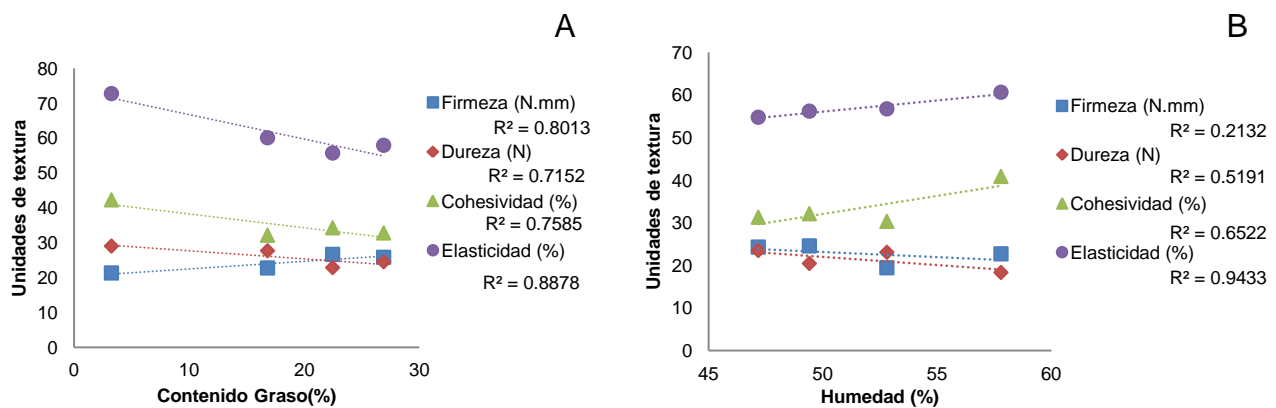 A
80
70
60
50
40
30
20
10
0
Unidades de textura
0
10
20
30
Contenido Graso(%)
Firmeza (N.mm)
R² = 0.8013
Dureza (N)
R² = 0.7152
Cohesividad (%)
R² = 0.7585
Elasticidad (%)
R² = 0.8878
B
70
60
50
40
30
20
10
0
Unidades de textura
45
50
55
60
Humedad (%)
Firmeza (N.mm)
R² = 0.2132
Dureza (N)
R² = 0.5191
Cohesividad (%)
R² = 0.6522
Elasticidad (%)
R² = 0.9433